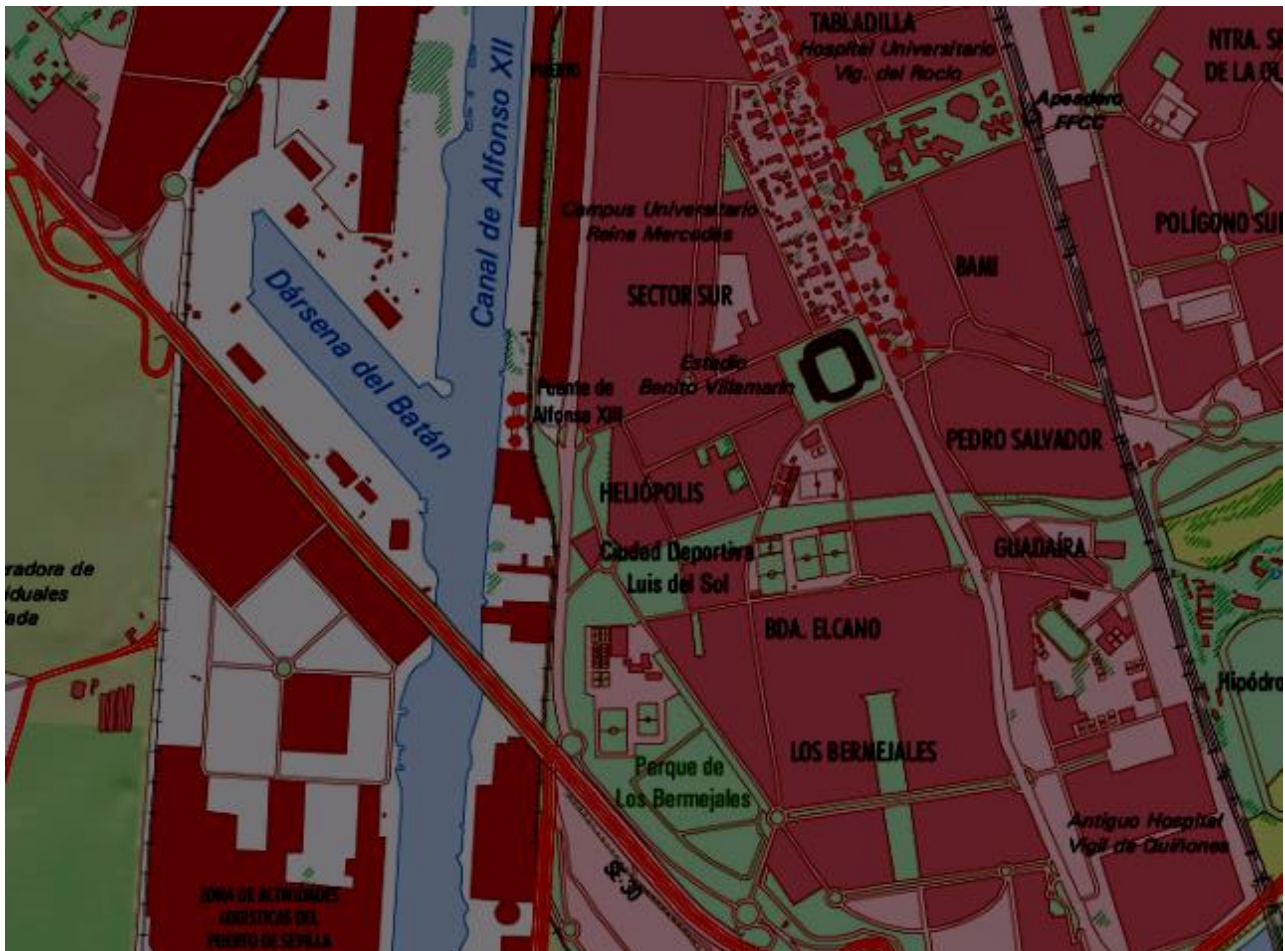 TABLADILLA
Hospital Universitario
Vig. del Rocío
NTRA. S
DE LA O
Apeadero
FFCC
PUERTO
Canal de Alfonso XII
Campus Universitario
Reina Mercedes
POLÍGONO SU
BAMI
SECTOR SUR
Dársena del Batán
Estadio
Benito Villamarín
Puente de
Alfonso XIII
PEDRO SALVADOR
HELIÓPOLIS
Ciudad Deportiva
Luis del Sol
GUADAÍRA
radora de
iduales
ada
BDA. ELCANO
Hipódro
LOS BERMEJALES
Parque de
Los Bermejales
Antiguo Hospital
Vigil de Quiñones
SE-30
ZONA DE ACTIVIDADES
LOGÍSTICAS DEL
PUERTO DE SEVILLA